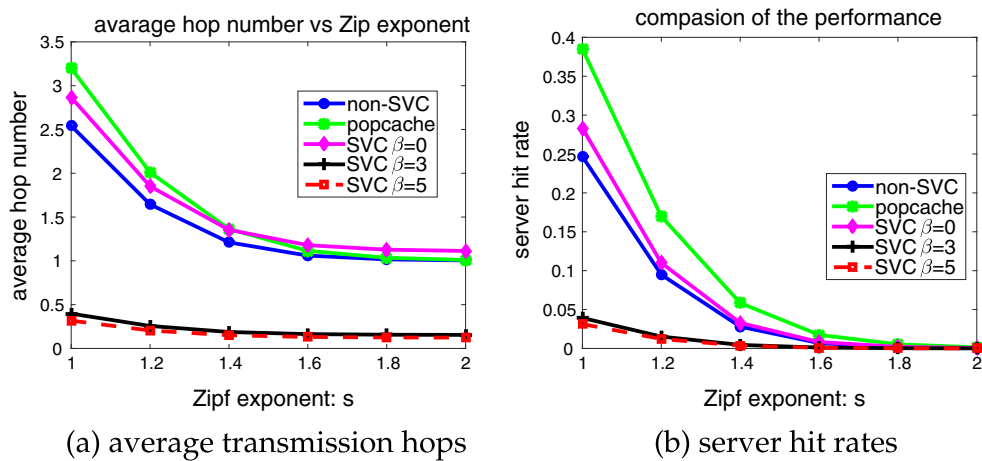 avarage hop number vs Zip exponent
3.5
3
2.5
2
1.5
1
0.5
0
1 1.2 1.4 1.6 1.8 2
average hop number
Zipf exponent: s
non-SVC
popcache
SVC β=0
SVC β=3
SVC β=5
(a) average transmission hops
compasion of the performance
0.4
0.35
0.3
0.25
0.2
0.15
0.1
0.05
0
1 1.2 1.4 1.6 1.8 2
server hit rate
Zipf exponent: s
non-SVC
popcache
SVC β=0
SVC β=3
SVC β=5
(b) server hit rates